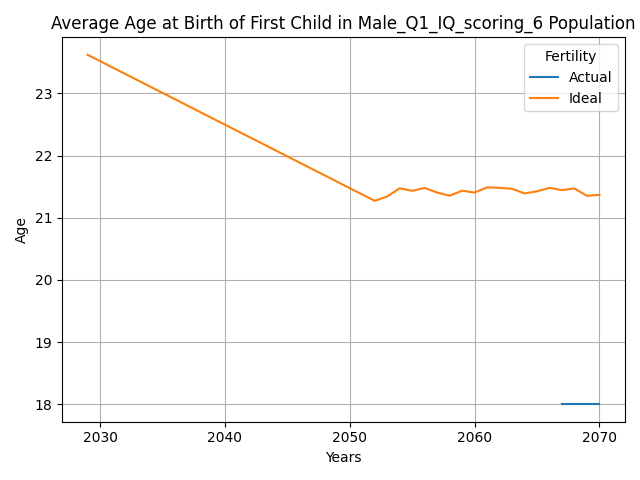 Average Age at Birth of First Child in Male_Q1_IQ_scoring_6 Population
Fertility
Actual
Ideal
Age
23
22
21
20
19
18
2030 2040 2050 2060 2070
Years